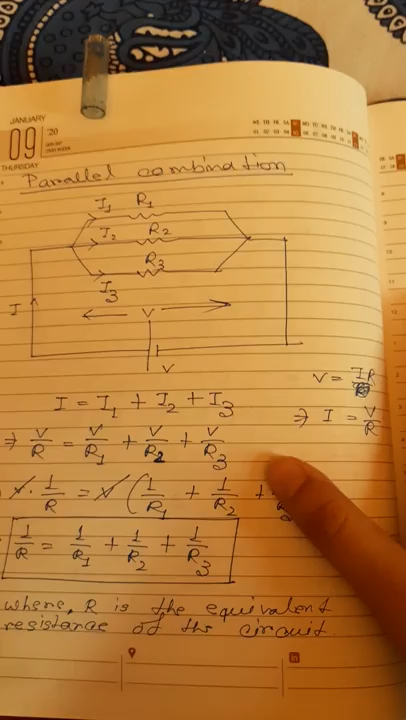 JANUARY
09 '20
THURSDAY
Parallel combination
I₁ R₁
I₂ R₂
R₃
I₃
I
V
V
V = IR
I = I₁ + I₂ + I₃
⇒ I = V/R
⇒ V/R = V/R₁ + V/R₂ + V/R₃
V. 1/R = V (1/R₁ + 1/R₂ +
1/R = 1/R₁ + 1/R₂ + 1/R₃
where, R is the equivalent
resistance of the circuit